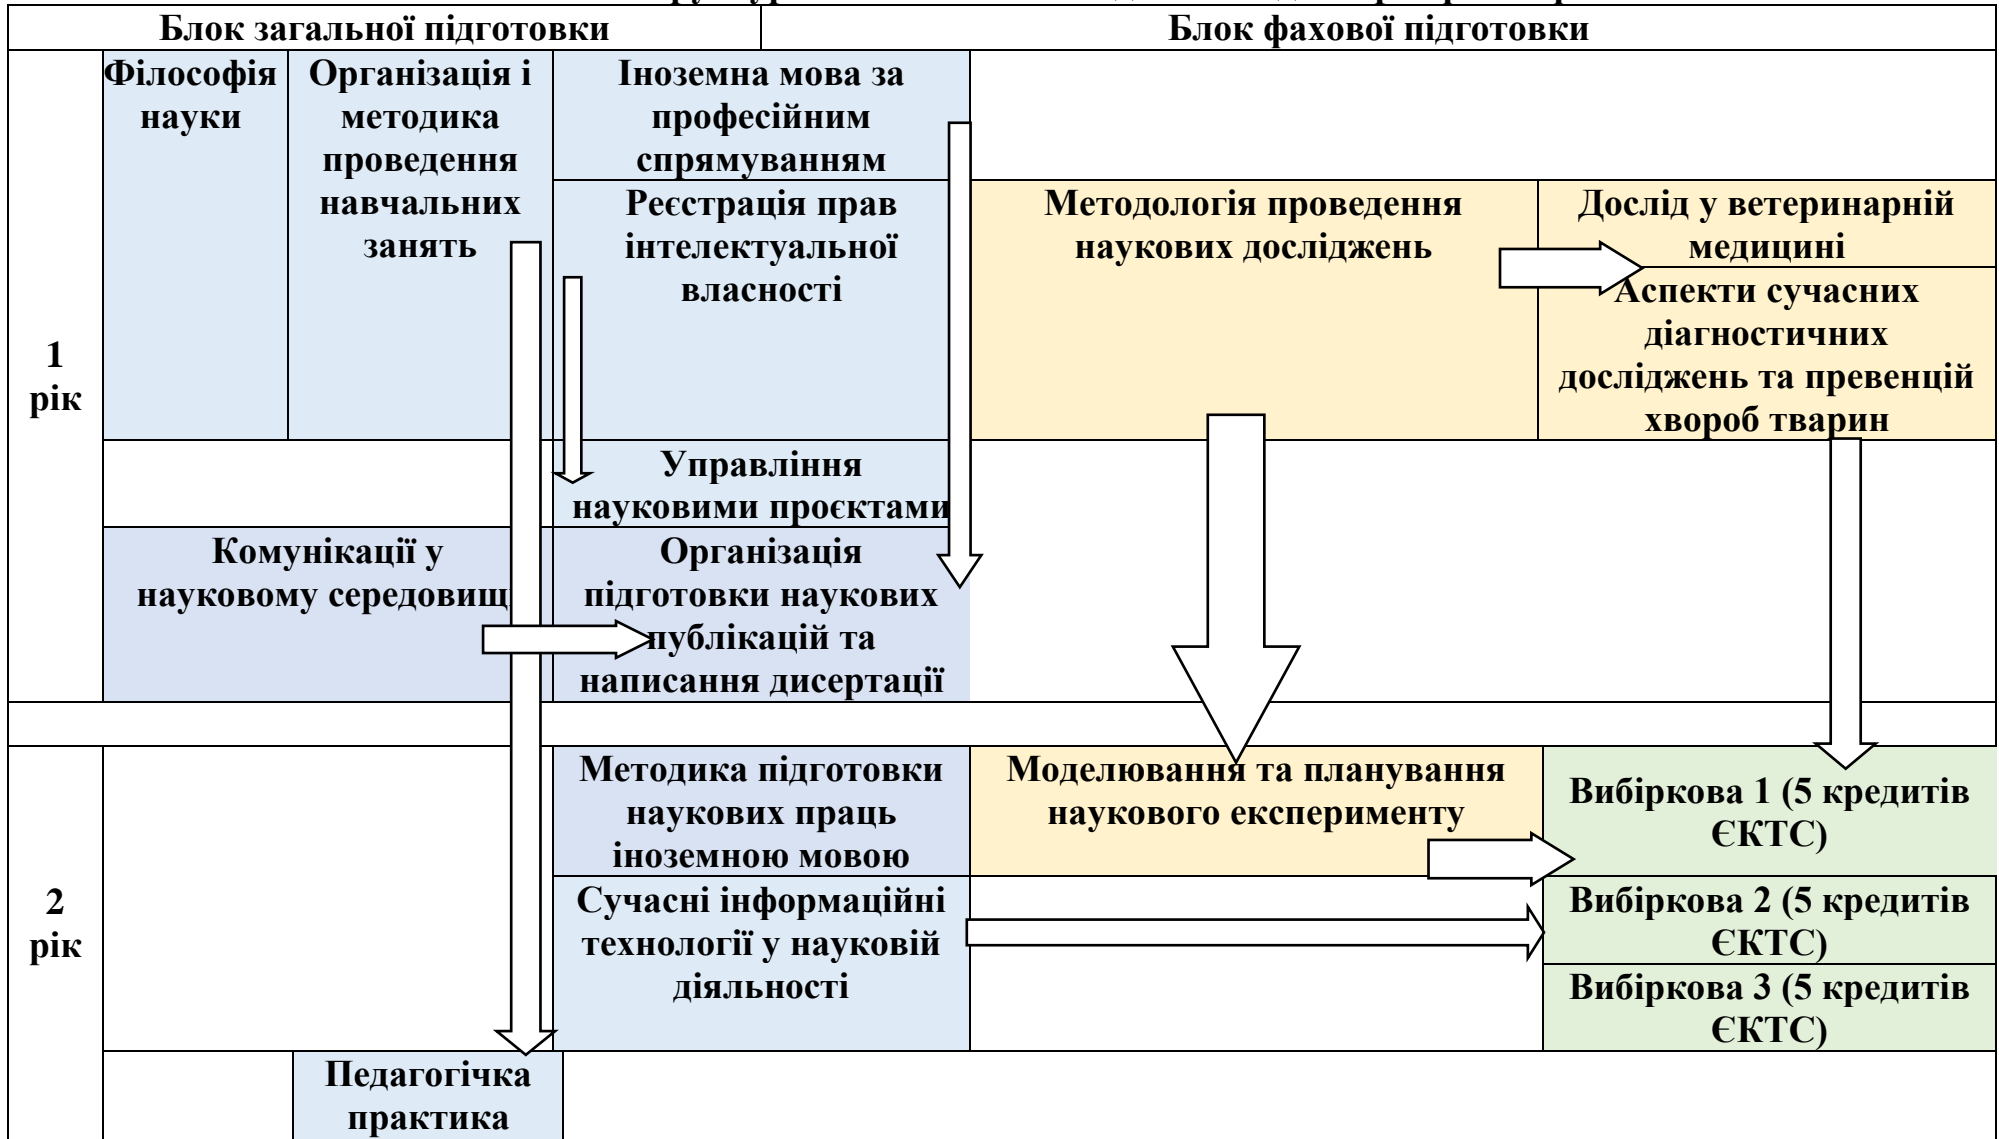 Блок загальної підготовки
Блок фахової підготовки
1
рік
Філософія
науки
Організація і
методика
проведення
навчальних
занять
Іноземна мова за
професійним
спрямуванням
Реєстрація прав
інтелектуальної
власності
Методологія проведення
наукових досліджень
Дослід у ветеринарній
медицині
Аспекти сучасних
діагностичних
досліджень та превенцій
хвороб тварин
Управління
науковими проєктами
Комунікації у
науковому середовищ
Організація
підготовки наукових
публікацій та
написання дисертації
2
рік
Методика підготовки
наукових праць
іноземною мовою
Моделювання та планування
наукового експерименту
Вибіркова 1 (5 кредитів
ЄКТС)
Сучасні інформаційні
технології у науковій
діяльності
Вибіркова 2 (5 кредитів
ЄКТС)
Вибіркова 3 (5 кредитів
ЄКТС)
Педагогічка
практика